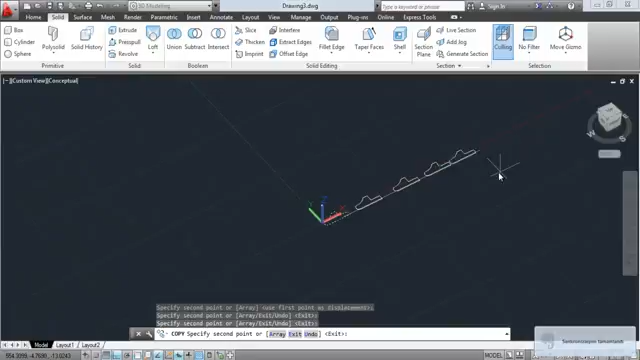 3D Modeling
Drawing3.dwg
Type a keyword or phrase
Sign In
Home Solid Surface Mesh Render Parametric Insert Annotate Layout View Manage Output Plug-ins Online Express Tools
Box
Cylinder
Sphere
Polysolid
Solid History
Extrude
Revolve
Presspull
Loft
Union
Subtract
Intersect
Slice
Thicken
Imprint
Interfere
Extract Edges
Offset Edge
Taper Faces
Shell
Section Plane
Live Section
Add Jog
Generate Section
Culling
No Filter
Move Gizmo
Primitive
Solid
Boolean
Solid Editing
Section
Selection
[−][Custom View][Conceptual]
W
S
X
Y
Z
Specify second point or [Array] <use first point as displacement>:
Specify second point or [Array/Exit/Undo] <Exit>:
Specify second point or [Array/Exit/Undo] <Exit>:
COPY Specify second point or [Array Exit Undo] <Exit>:
Model Layout1 Layout2
MODEL